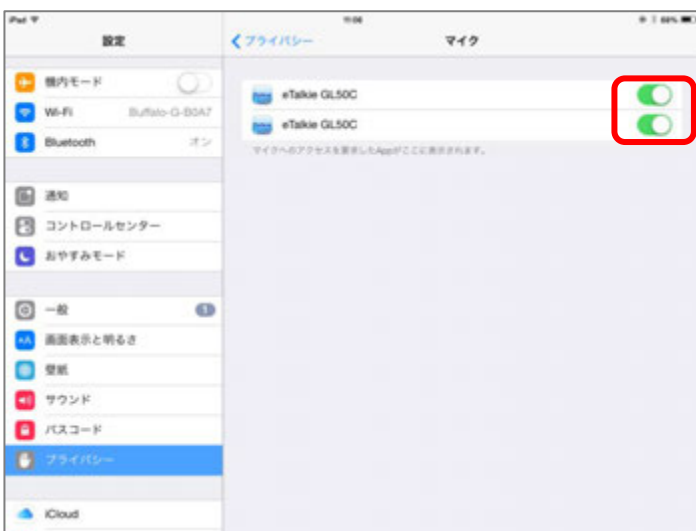 iPad
11:06
68%
設定
プライバシー
マイク
機内モード
Wi-Fi
Buffalo-G-B0A7
Bluetooth
オン
通知
コントロールセンター
おやすみモード
一般
1
画面表示と明るさ
壁紙
サウンド
パスコード
プライバシー
iCloud
eTalkie GL50C
eTalkie GL50C
マイクへのアクセスを要求したAppがここに表示されます。